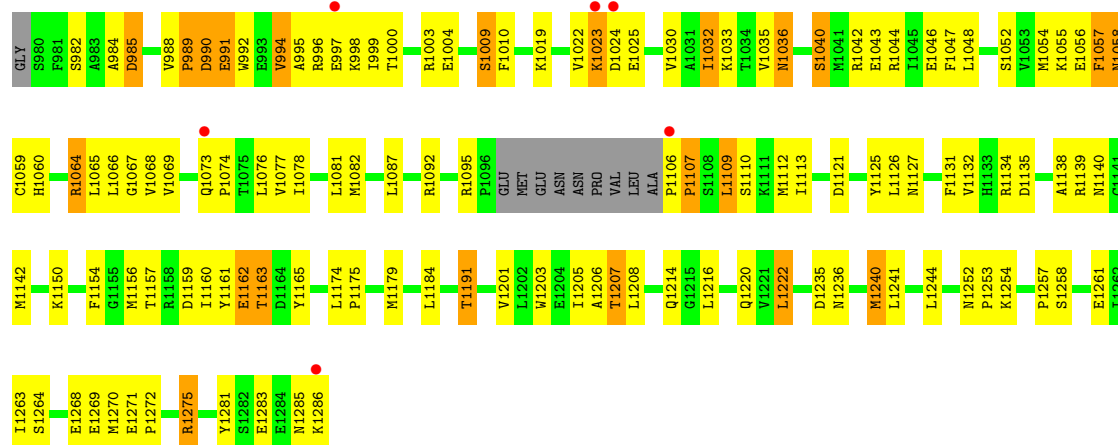 GLY S980 F981 S982 A983 A984 D985 V988 P989 D990 E991 W992 E993 V994 A995 R996 E997 K998 I999 T1000 R1003 E1004 S1009 F1010 K1019 V1022 K1023 D1024 E1025 V1030 A1031 I1032 K1033 T1034 V1035 N1036 S1040 M1041 R1042 E1043 R1044 I1045 E1046 F1047 L1048 S1052 V1053 M1054 K1055 E1056 F1057 N1058
C1059 H1060 R1064 L1065 L1066 G1067 V1068 V1069 Q1073 P1074 T1075 L1076 V1077 I1078 L1081 M1082 L1087 R1092 R1095 P1096 GLU MET GLU ASN ASN PRO VAL LEU ALA P1106 P1107 S1108 L1109 S1110 K1111 M1112 I1113 D1121 Y1125 L1126 N1127 F1131 V1132 H1133 R1134 D1135 A1138 R1139 N1140 C1141
M1142 K1150 F1154 G1155 M1156 T1157 R1158 D1159 I1160 Y1161 E1162 T1163 D1164 Y1165 L1174 P1175 M1179 L1184 T1191 V1201 L1202 W1203 E1204 I1205 A1206 T1207 L1208 Q1214 G1215 L1216 Q1220 V1221 L1222 D1235 N1236 M1240 L1241 L1244 N1252 P1253 K1254 P1257 S1258 E1261 I1262
I1263 S1264 E1268 E1269 M1270 E1271 P1272 R1275 Y1281 S1282 E1283 E1284 N1285 K1286